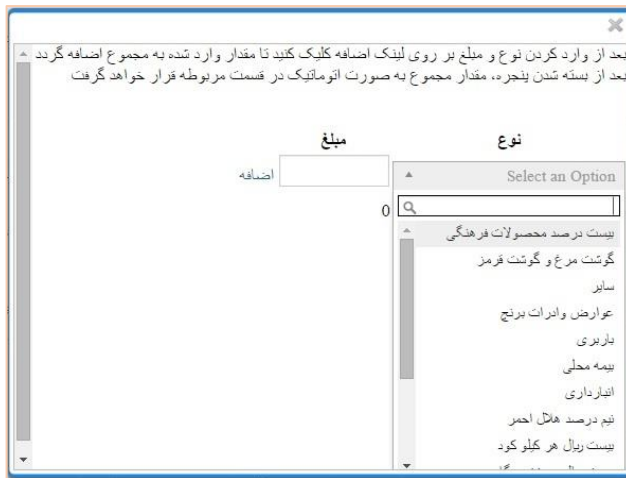 بعد از وارد کردن نوع و مبلغ بر روی لینک اضافه کلیک کنید تا مقدار وارد شده به مجموع اضافه گردد
بعد از بسته شدن پنجره، مقدار مجموع به صورت اتوماتیک در قسمت مربوطه قرار خواهد گرفت
نوع مبلغ
Select an Option اضافه
0
بیست درصد محصولات فرهنگی
گوشت مرغ و گوشت قرمز
سایر
عوارض وادرات برنج
باربری
بیمه محلی
انبارداری
نیم درصد هلال احمر
بیست ریال هر کیلو کود